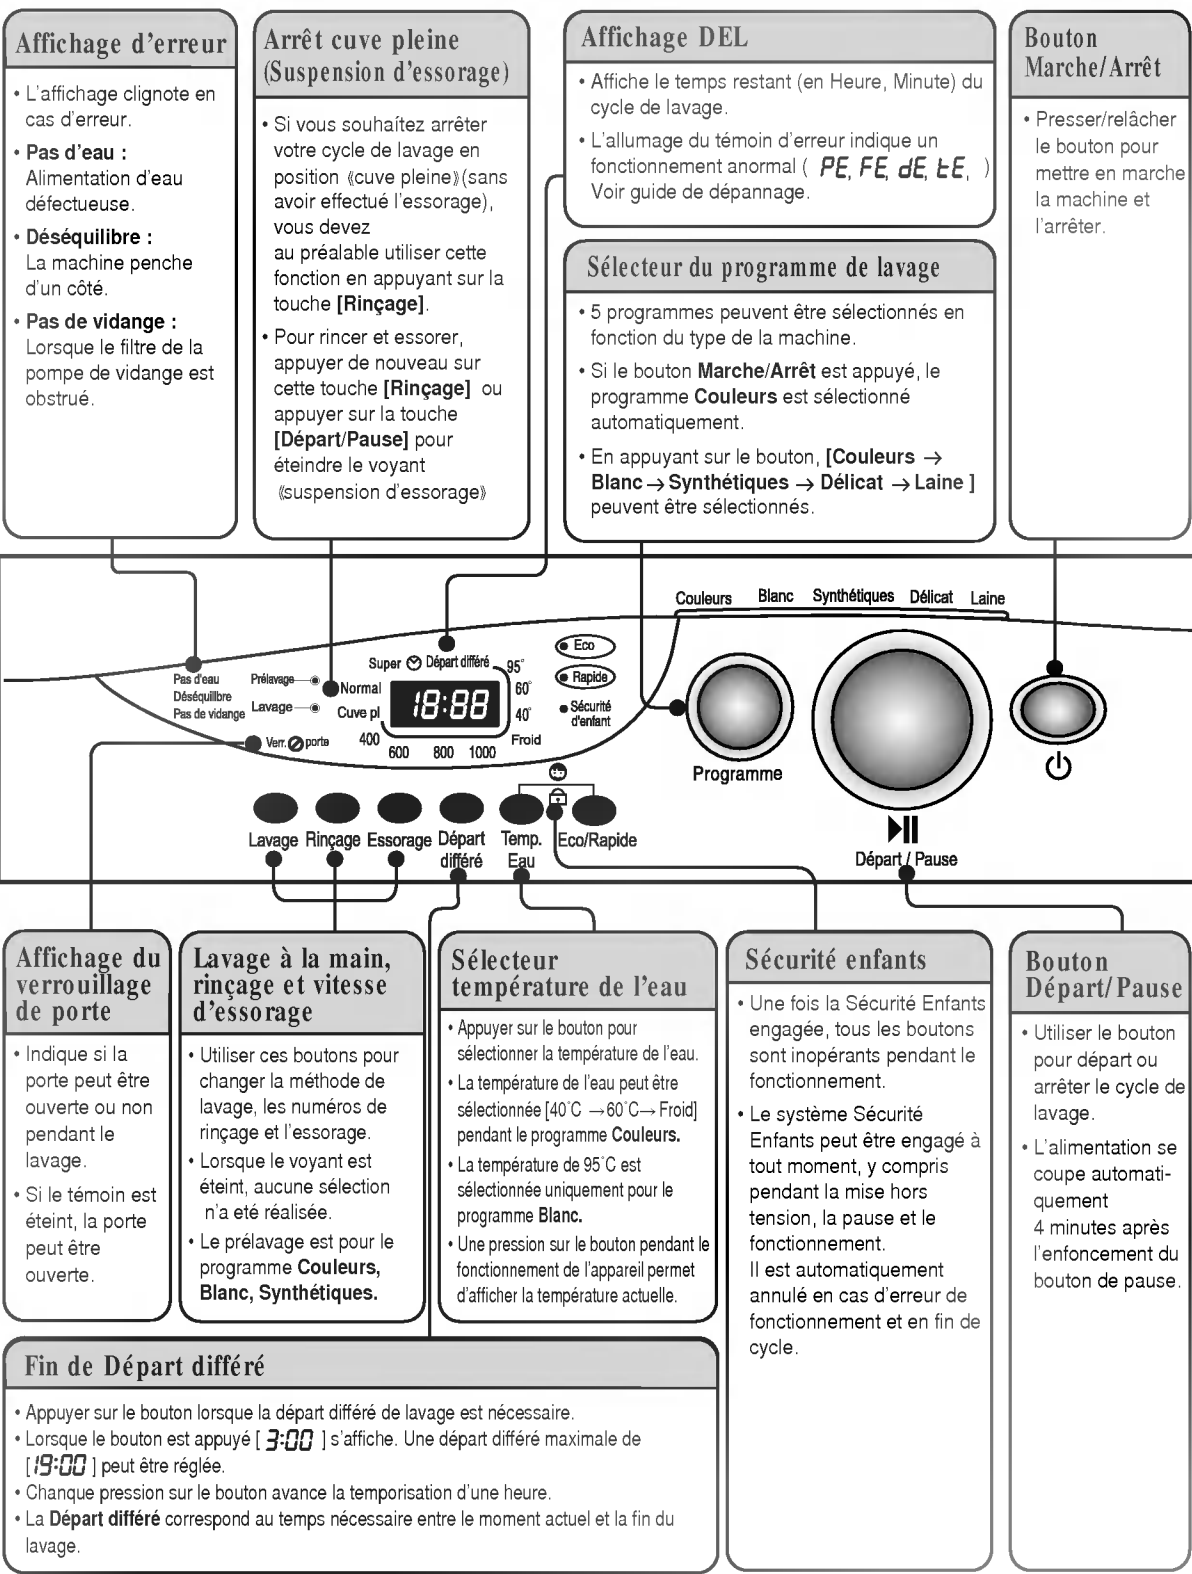 Affichage d'erreur
• L'affichage clignote en
cas d'erreur.
• Pas d'eau :
Alimentation d'eau
défectueuse.
• Déséquilibre :
La machine penche
d'un côté.
• Pas de vidange :
Lorsque le filtre de la
pompe de vidange est
obstrué.
Arrêt cuve pleine
(Suspension d'essorage)
• Si vous souhaîtez arrêter
votre cycle de lavage en
position «cuve pleine»(sans
avoir effectué l'essorage),
vous devez
au préalable utiliser cette
fonction en appuyant sur la
touche [Rinçage].
• Pour rincer et essorer,
appuyer de nouveau sur
cette touche [Rinçage] ou
appuyer sur la touche
[Départ/Pause] pour
éteindre le voyant
«suspension d'essorage»
Affichage DEL
• Affiche le temps restant (en Heure, Minute) du
cycle de lavage.
• L'allumage du témoin d'erreur indique un
fonctionnement anormal ( PE, FE, dE, tE, )
Voir guide de dépannage.
Sélecteur du programme de lavage
• 5 programmes peuvent être sélectionnés en
fonction du type de la machine.
• Si le bouton Marche/Arrêt est appuyé, le
programme Couleurs est sélectionné
automatiquement.
• En appuyant sur le bouton, [Couleurs →
Blanc → Synthétiques → Délicat → Laine ]
peuvent être sélectionnés.
Bouton
Marche/Arrêt
• Presser/relâcher
le bouton pour
mettre en marche
la machine et
l'arrêter.
Couleurs Blanc Synthétiques Délicat Laine
Pas d'eau
Déséquilibre
Pas de vidange
Prélavage
Lavage
Verr. porte
Super Départ différé
Normal
Cuve pl
18:88
95°
60°
40°
Froid
400 600 800 1000
Eco
Rapide
Sécurité
d'enfant
Programme
Départ / Pause
Lavage Rinçage Essorage Départ
différé
Temp.
Eau
Eco/Rapide
Affichage du
verrouillage
de porte
• Indique si la
porte peut être
ouverte ou non
pendant le
lavage.
• Si le témoin est
éteint, la porte
peut être
ouverte.
Lavage à la main,
rinçage et vitesse
d'essorage
• Utiliser ces boutons pour
changer la méthode de
lavage, les numéros de
rinçage et l'essorage.
• Lorsque le voyant est
éteint, aucune sélection
n'a eté réalisée.
• Le prélavage est pour le
programme Couleurs,
Blanc, Synthétiques.
Sélecteur
température de l'eau
• Appuyer sur le bouton pour
sélectionner la température de l'eau.
• La température de l'eau peut être
sélectionnée [40°C →60°C→ Froid]
pendant le programme Couleurs.
• La température de 95°C est
sélectionnée uniquement pour le
programme Blanc.
• Une pression sur le bouton pendant le
fonctionnement de l'appareil permet
d'afficher la température actuelle.
Sécurité enfants
• Une fois la Sécurité Enfants
engagée, tous les boutons
sont inopérants pendant le
fonctionnement.
• Le système Sécurité
Enfants peut être engagé à
tout moment, y compris
pendant la mise hors
tension, la pause et le
fonctionnement.
Il est automatiquement
annulé en cas d'erreur de
fonctionnement et en fin de
cycle.
Bouton
Départ/Pause
• Utiliser le bouton
pour départ ou
arrêter le cycle de
lavage.
• L'alimentation se
coupe automati-
quement
4 minutes après
l'enfoncement du
bouton de pause.
Fin de Départ différé
• Appuyer sur le bouton lorsque la départ différé de lavage est nécessaire.
• Lorsque le bouton est appuyé [ 3:00 ] s'affiche. Une départ différé maximale de
[ 19:00 ] peut être réglée.
• Chanque pression sur le bouton avance la temporisation d'une heure.
• La Départ différé correspond au temps nécessaire entre le moment actuel et la fin du
lavage.